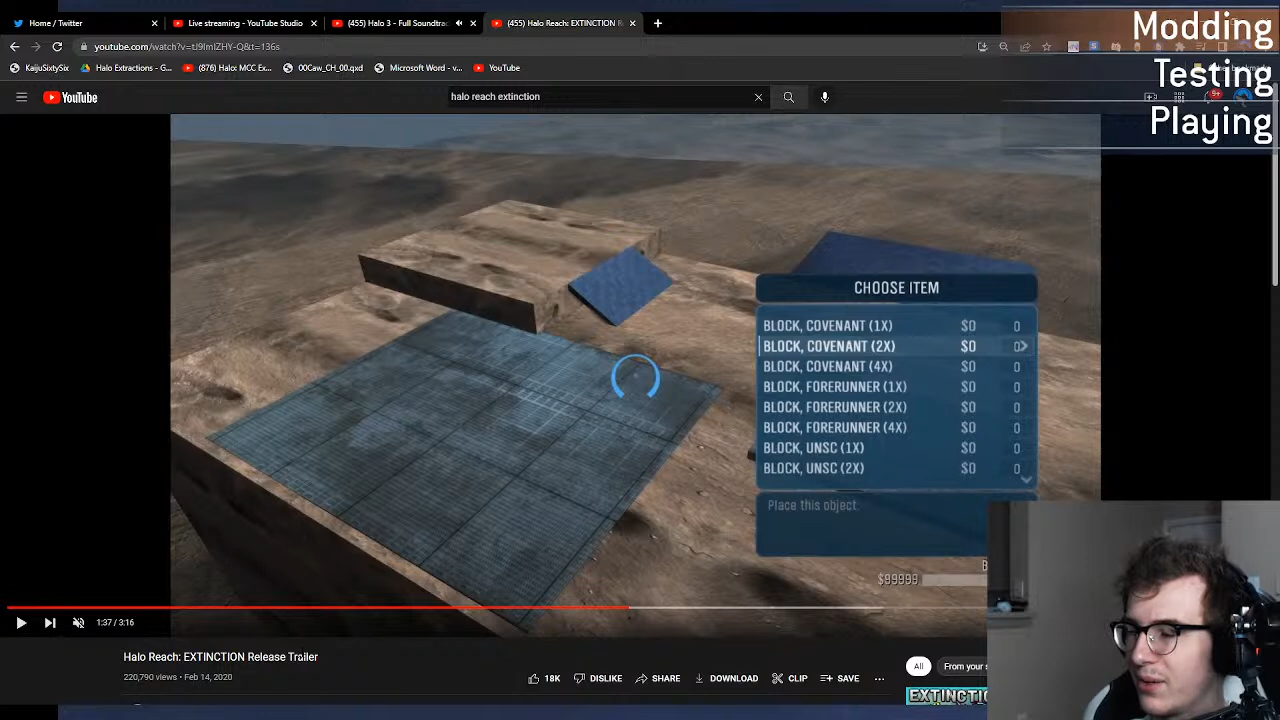 Home / Twitter
Live streaming - YouTube Studio
(455) Halo 3 - Full Soundtra
(455) Halo Reach: EXTINCTION R
Modding
Testing
Playing
KaijuSixtySix
Halo Extractions - G...
(876) Halo: MCC Ex...
00Caw_CH_00.qxd
Microsoft Word - v...
YouTube
YouTube
halo reach extinction
9+
CHOOSE ITEM
BLOCK, COVENANT (1X) $0 0
BLOCK, COVENANT (2X) $0 0
BLOCK, COVENANT (4X) $0 0
BLOCK, FORERUNNER (1X) $0 0
BLOCK, FORERUNNER (2X) $0 0
BLOCK, FORERUNNER (4X) $0 0
BLOCK, UNSC (1X) $0 0
BLOCK, UNSC (2X) $0 0
Place this object.
$99999
1:37 / 3:16
Halo Reach: EXTINCTION Release Trailer
220,790 views • Feb 14, 2020
18K
DISLIKE
SHARE
DOWNLOAD
CLIP
SAVE
All
From your s
EXTINCTIO